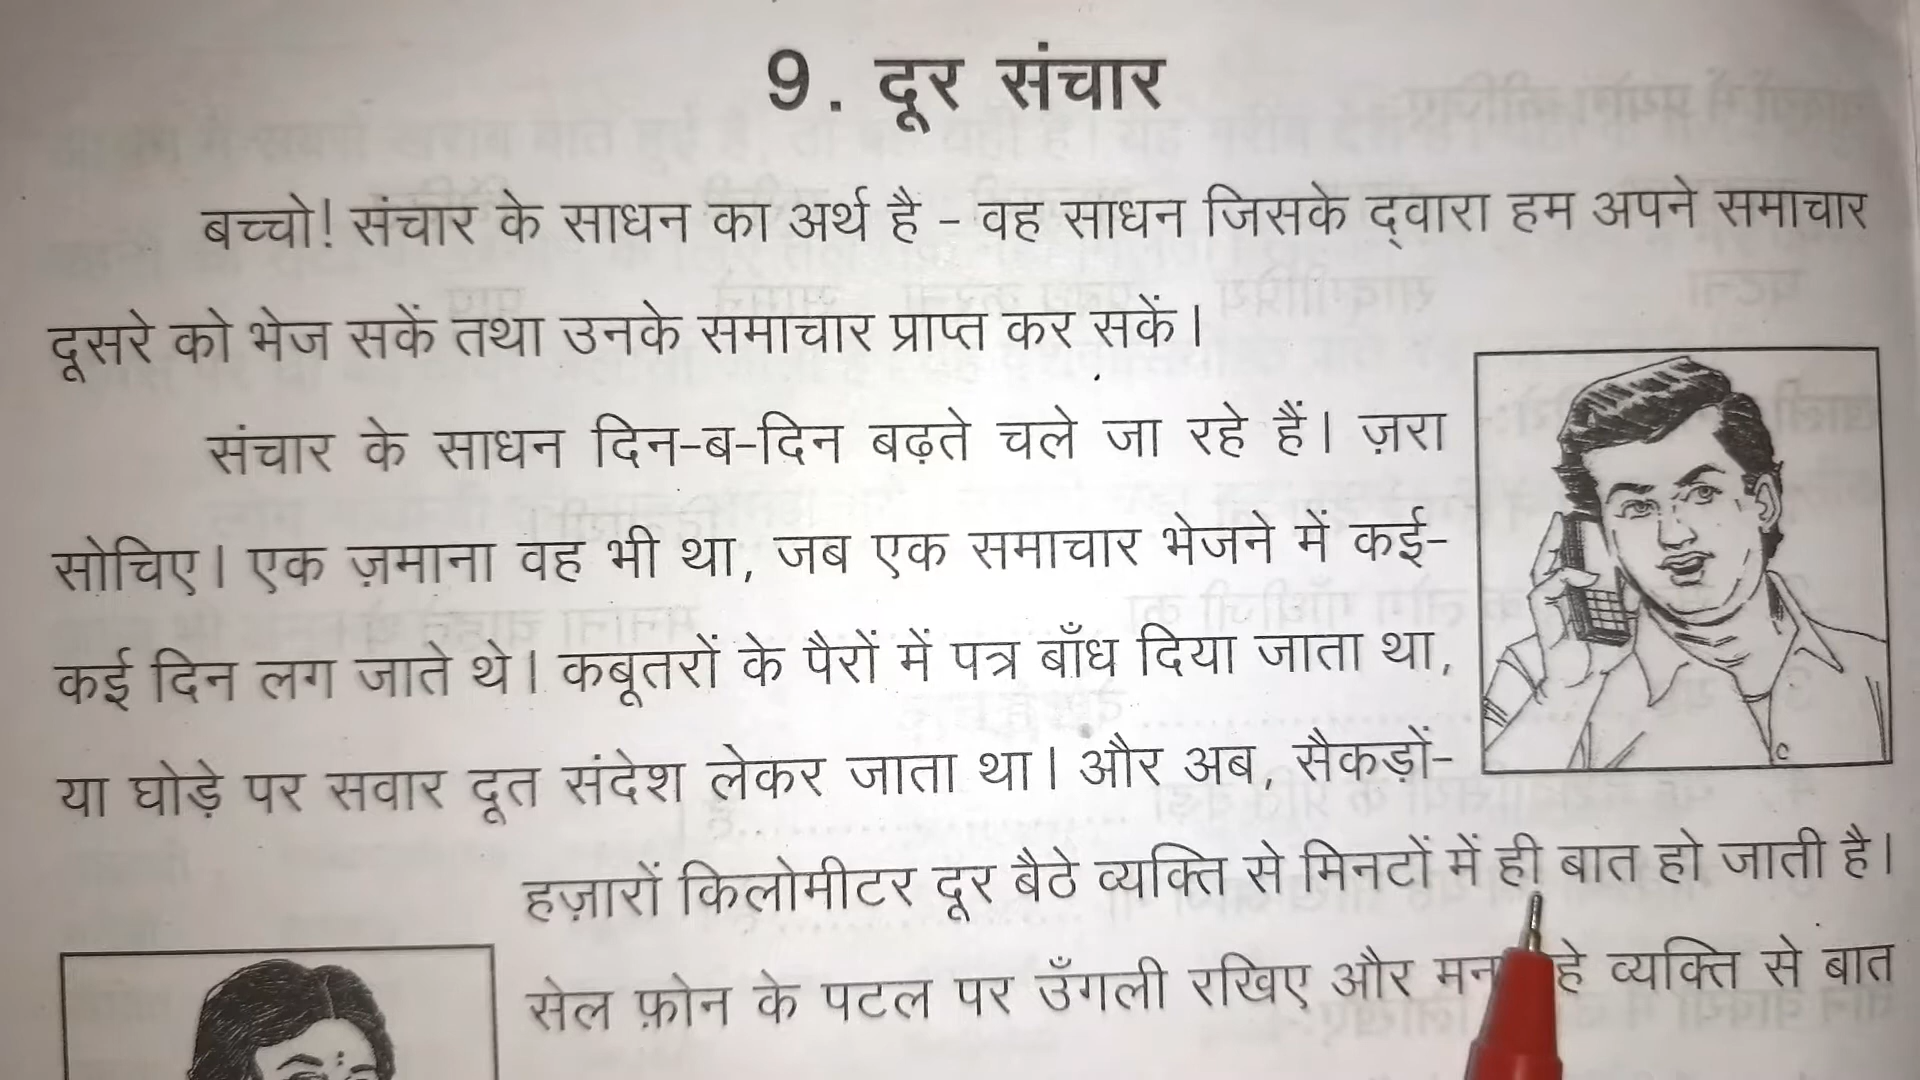 9. दूर संचार
बच्चो! संचार के साधन का अर्थ है - वह साधन जिसके द्‌वारा हम अपने समाचार
दूसरे को भेज सकें तथा उनके समाचार प्राप्त कर सकें।
संचार के साधन दिन-ब-दिन बढ़ते चले जा रहे हैं। ज़रा
सोचिए। एक ज़माना वह भी था, जब एक समाचार भेजने में कई-
कई दिन लग जाते थे। कबूतरों के पैरों में पत्र बाँध दिया जाता था,
या घोड़े पर सवार दूत संदेश लेकर जाता था। और अब, सैकड़ों-
हज़ारों किलोमीटर दूर बैठे व्यक्ति से मिनटों में ही बात हो जाती है।
सेल फ़ोन के पटल पर उँगली रखिए और व्यक्ति से बात